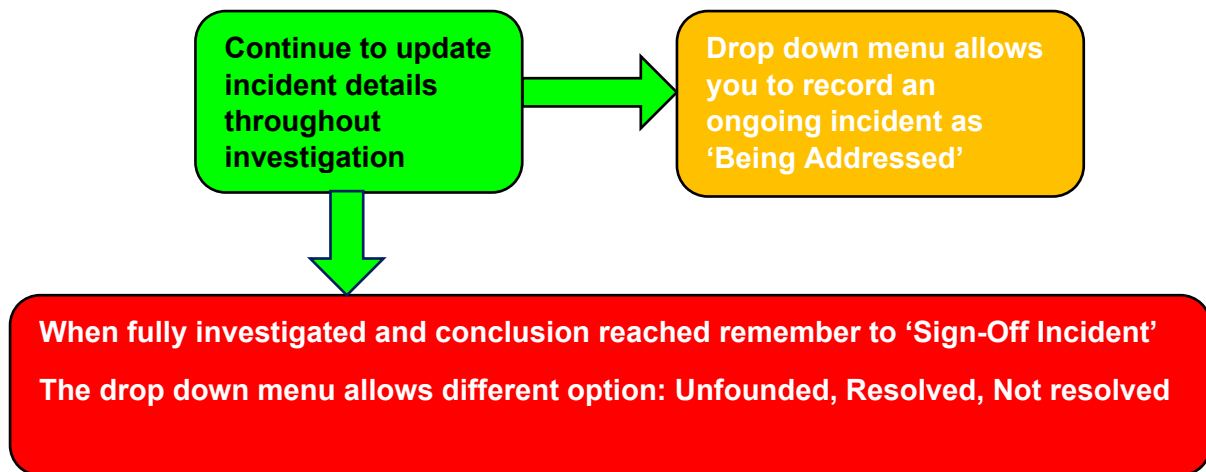 Continue to update
incident details
throughout
investigation
Drop down menu allows
you to record an
ongoing incident as
‘Being Addressed’
When fully investigated and conclusion reached remember to ‘Sign-Off Incident’
The drop down menu allows different option: Unfounded, Resolved, Not resolved